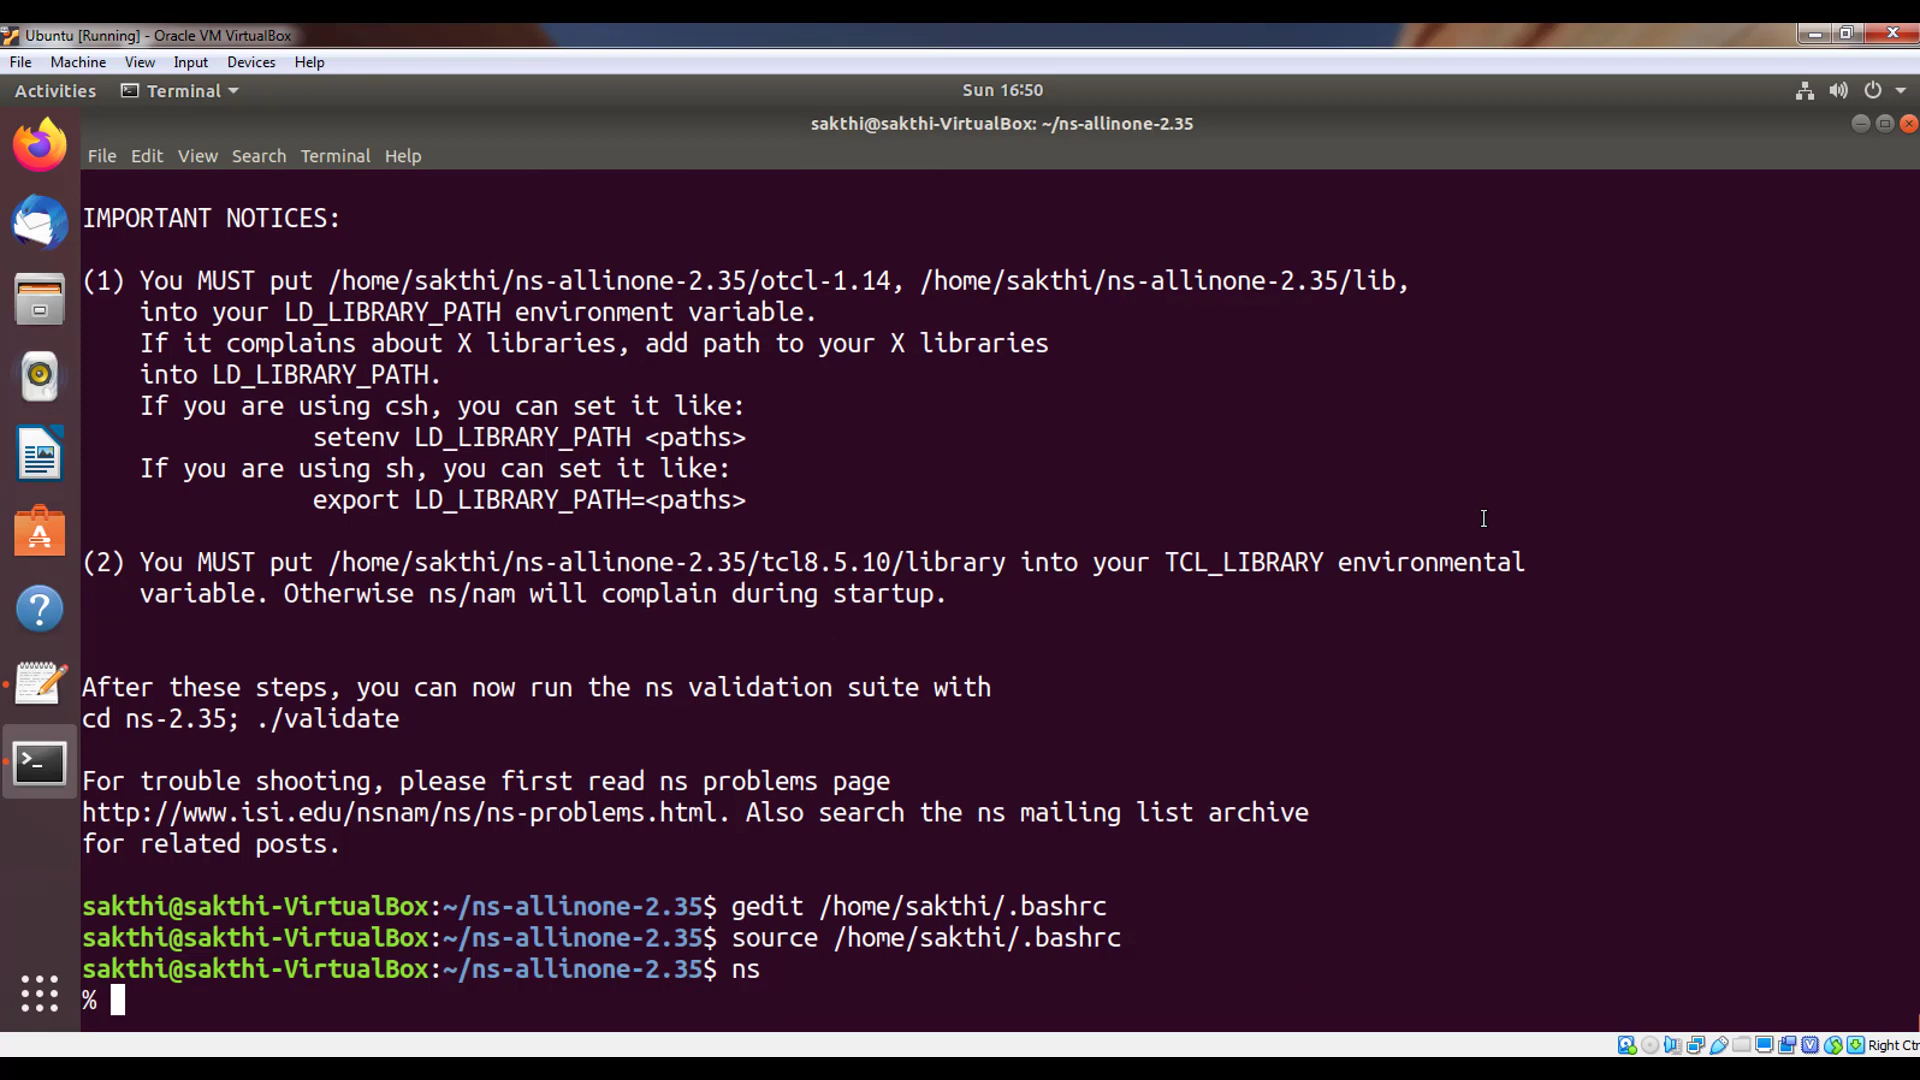 Ubuntu [Running] - Oracle VM VirtualBox
File Machine View Input Devices Help
Activities Terminal Sun 16:50
sakthi@sakthi-VirtualBox: ~/ns-allinone-2.35
File Edit View Search Terminal Help
IMPORTANT NOTICES:
(1) You MUST put /home/sakthi/ns-allinone-2.35/otcl-1.14, /home/sakthi/ns-allinone-2.35/lib,
into your LD_LIBRARY_PATH environment variable.
If it complains about X libraries, add path to your X libraries
into LD_LIBRARY_PATH.
If you are using csh, you can set it like:
setenv LD_LIBRARY_PATH <paths>
If you are using sh, you can set it like:
export LD_LIBRARY_PATH=<paths>
(2) You MUST put /home/sakthi/ns-allinone-2.35/tcl8.5.10/library into your TCL_LIBRARY environmental
variable. Otherwise ns/nam will complain during startup.
After these steps, you can now run the ns validation suite with
cd ns-2.35; ./validate
For trouble shooting, please first read ns problems page
http://www.isi.edu/nsnam/ns/ns-problems.html. Also search the ns mailing list archive
for related posts.
sakthi@sakthi-VirtualBox:~/ns-allinone-2.35$ gedit /home/sakthi/.bashrc
sakthi@sakthi-VirtualBox:~/ns-allinone-2.35$ source /home/sakthi/.bashrc
sakthi@sakthi-VirtualBox:~/ns-allinone-2.35$ ns
%
Right Ctr